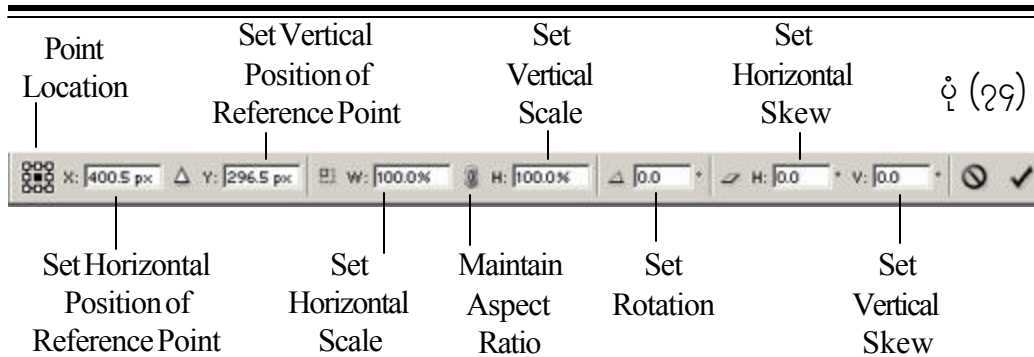 Point
Location
Set Vertical
Position of
Reference Point
Set
Vertical
Scale
Set
Horizontal
Skew
ပုံ (၇၄)
X: 400.5 px Y: 296.5 px W: 100.0% H: 100.0% 0.0 ° H: 0.0 ° V: 0.0 °
Set Horizontal
Position of
Reference Point
Set
Horizontal
Scale
Maintain
Aspect
Ratio
Set
Rotation
Set
Vertical
Skew